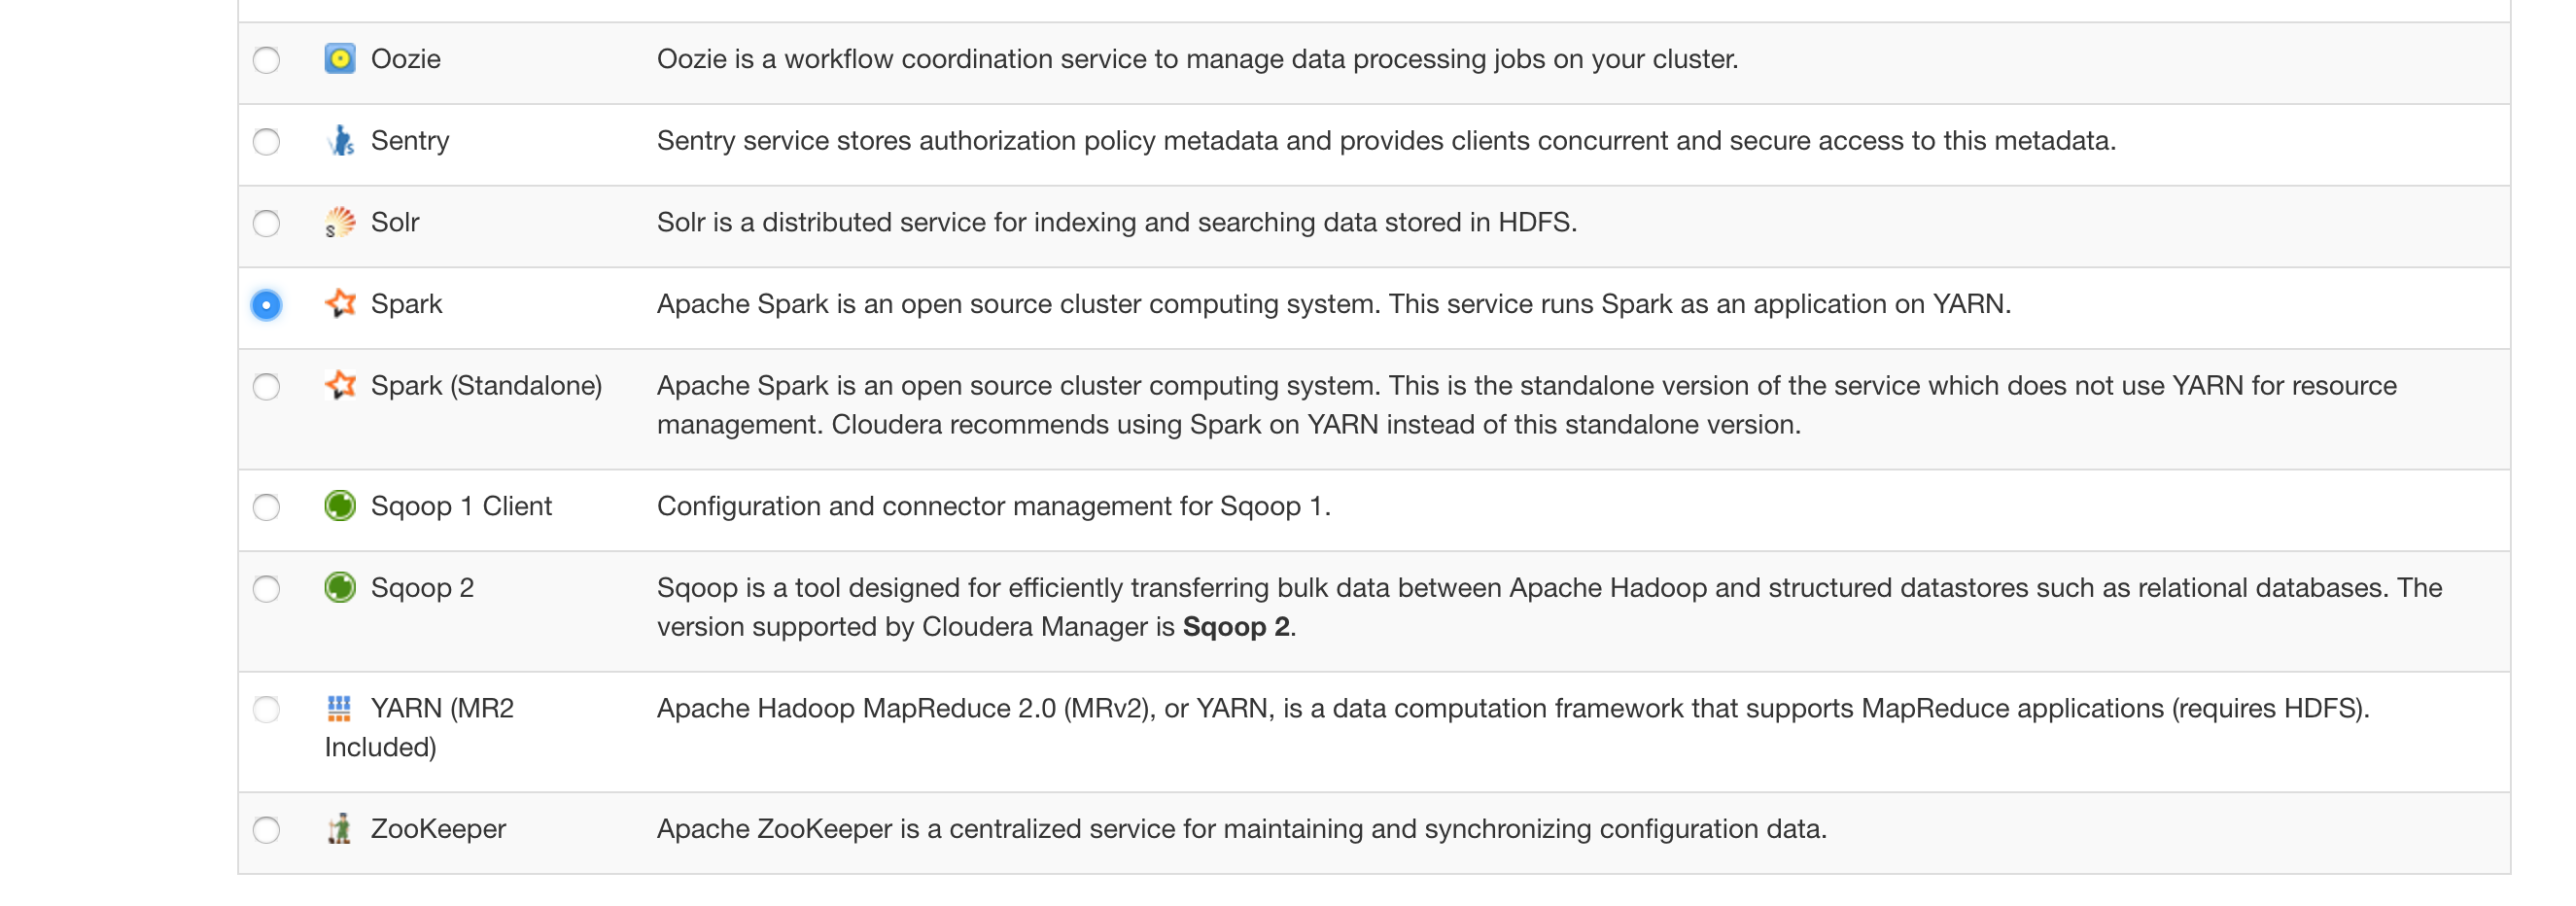 Oozie Oozie is a workflow coordination service to manage data processing jobs on your cluster.
Sentry Sentry service stores authorization policy metadata and provides clients concurrent and secure access to this metadata.
Solr Solr is a distributed service for indexing and searching data stored in HDFS.
Spark Apache Spark is an open source cluster computing system. This service runs Spark as an application on YARN.
Spark (Standalone) Apache Spark is an open source cluster computing system. This is the standalone version of the service which does not use YARN for resource
management. Cloudera recommends using Spark on YARN instead of this standalone version.
Sqoop 1 Client Configuration and connector management for Sqoop 1.
Sqoop 2 Sqoop is a tool designed for efficiently transferring bulk data between Apache Hadoop and structured datastores such as relational databases. The
version supported by Cloudera Manager is Sqoop 2.
YARN (MR2 Apache Hadoop MapReduce 2.0 (MRv2), or YARN, is a data computation framework that supports MapReduce applications (requires HDFS).
Included)
ZooKeeper Apache ZooKeeper is a centralized service for maintaining and synchronizing configuration data.